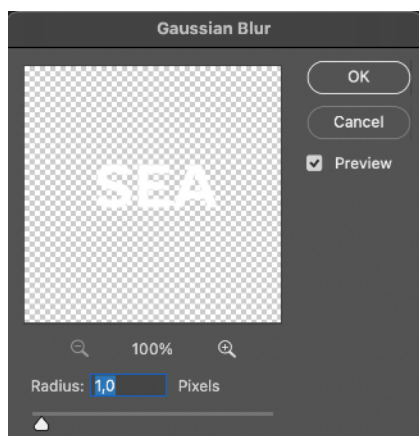 Gaussian Blur
SEA
OK
Cancel
Preview
100%
Radius: 1,0 Pixels